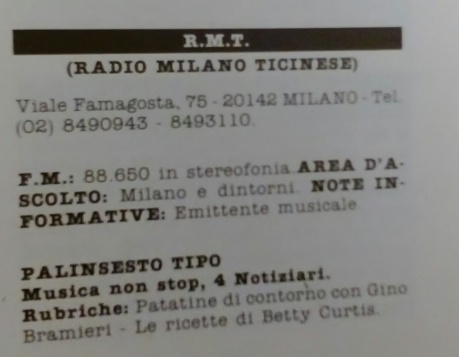 R.M.T.
(RADIO MILANO TICINESE)
Viale Famagosta, 75 - 20142 MILANO - Tel.
(02) 8490943 - 8493110.
F.M.: 88.650 in stereofonia. AREA D'A-
SCOLTO: Milano e dintorni. NOTE IN-
FORMATIVE: Emittente musicale.
PALINSESTO TIPO
Musica non stop, 4 Notiziari.
Rubriche: Patatine di contorno con Gino
Bramieri - Le ricette di Betty Curtis.